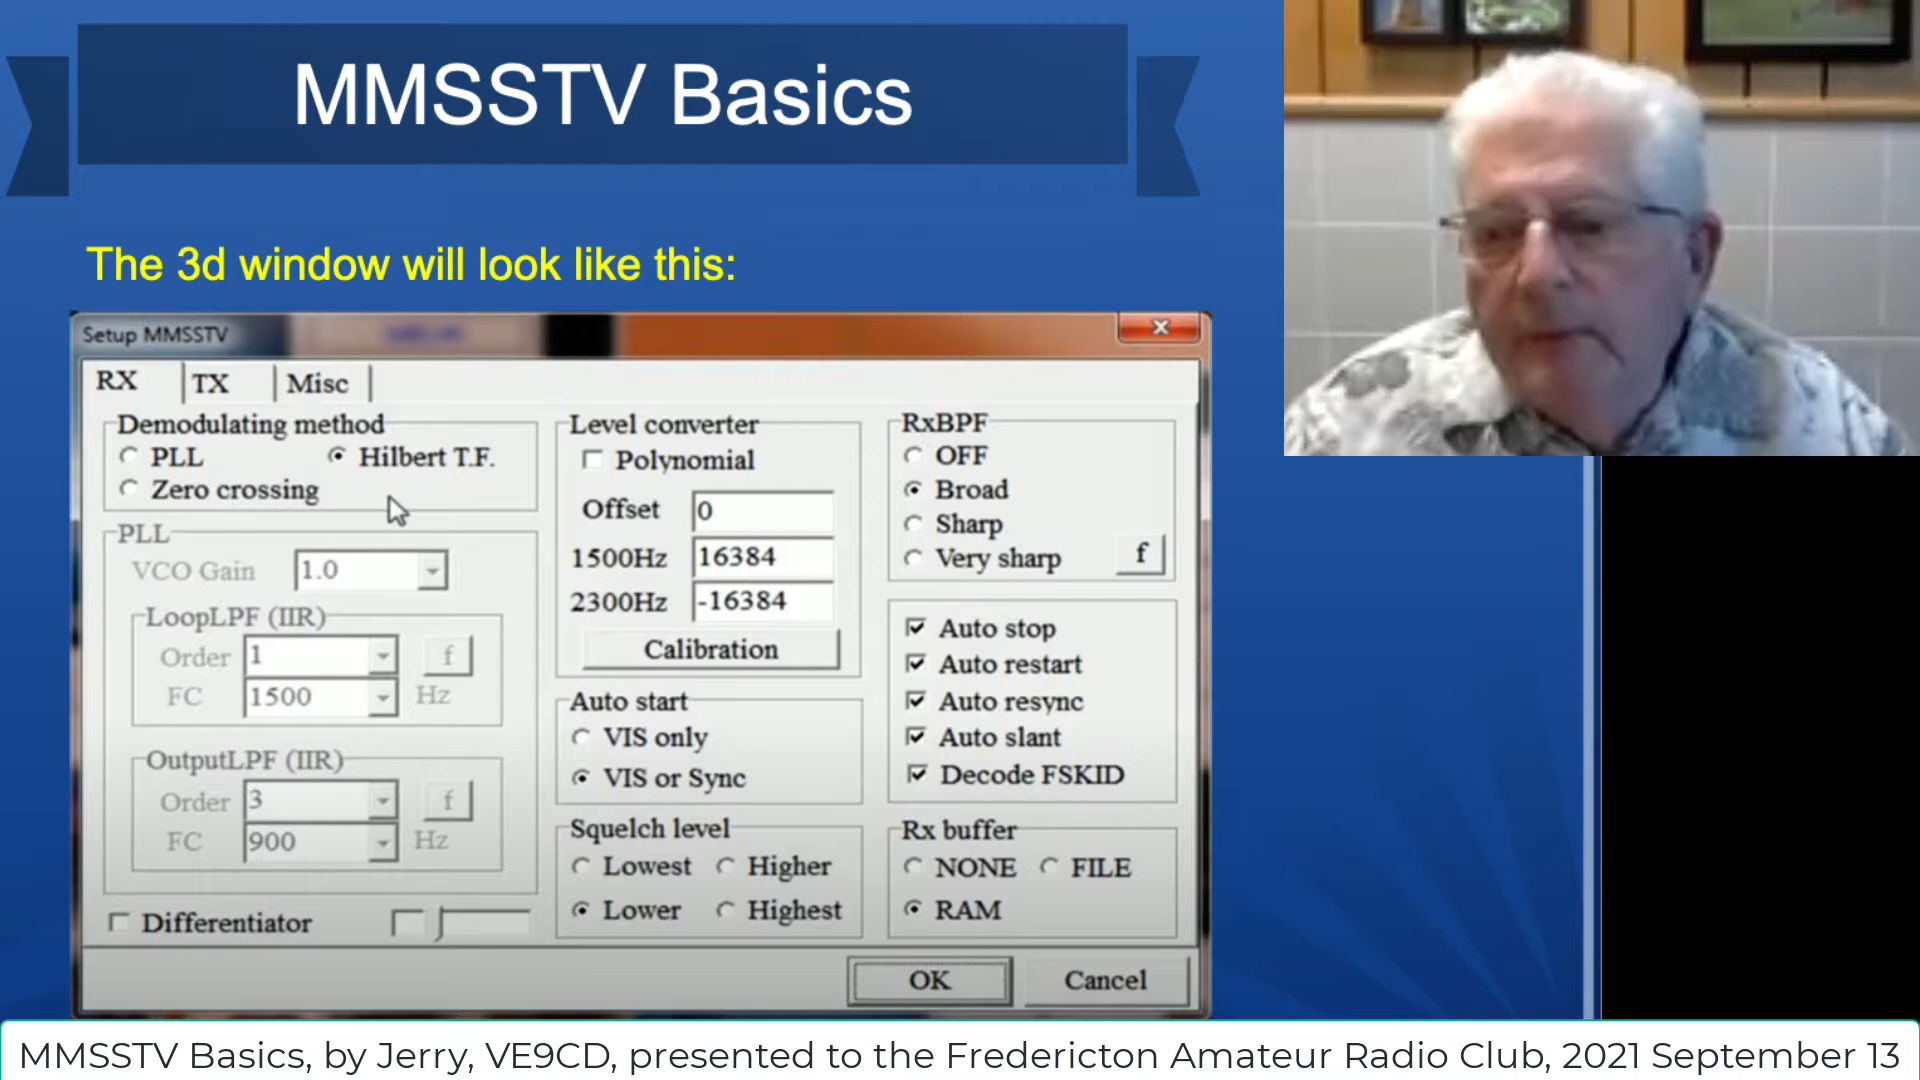 MMSSTV Basics
The 3d window will look like this:
Setup MMSSTV
RX TX Misc
Demodulating method
PLL Hilbert T.F.
Zero crossing
PLL
VCO Gain 1.0
LoopLPF (IIR)
Order 1 f
FC 1500 Hz
OutputLPF (IIR)
Order 3 f
FC 900 Hz
Differentiator
Level converter
Polynomial
Offset 0
1500Hz 16384
2300Hz -16384
Calibration
Auto start
VIS only
VIS or Sync
Squelch level
Lowest Higher
Lower Highest
RxBPF
OFF
Broad
Sharp
Very sharp f
Auto stop
Auto restart
Auto resync
Auto slant
Decode FSKID
Rx buffer
NONE FILE
RAM
OK Cancel
MMSSTV Basics, by Jerry, VE9CD, presented to the Fredericton Amateur Radio Club, 2021 September 13